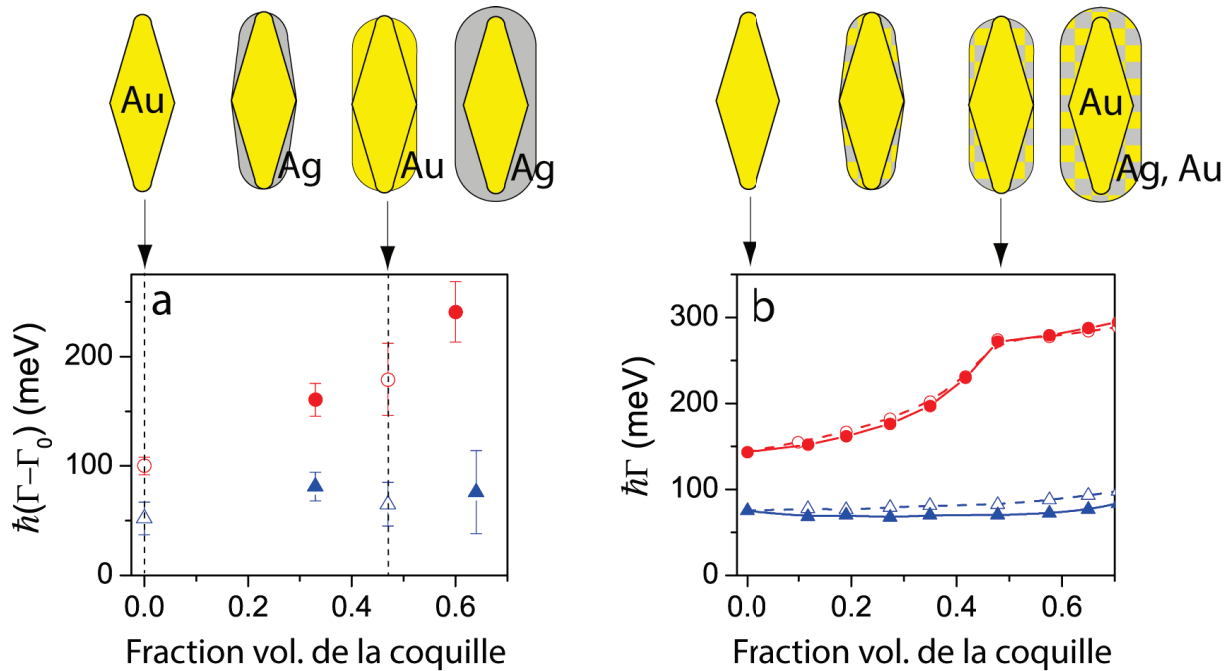 Au
Ag
Au
Ag
Au
Ag, Au
a
ħ(Γ−Γ₀) (meV)
200
100
0
0.0 0.2 0.4 0.6
Fraction vol. de la coquille
b
ħΓ (meV)
300
200
100
0
0.0 0.2 0.4 0.6
Fraction vol. de la coquille